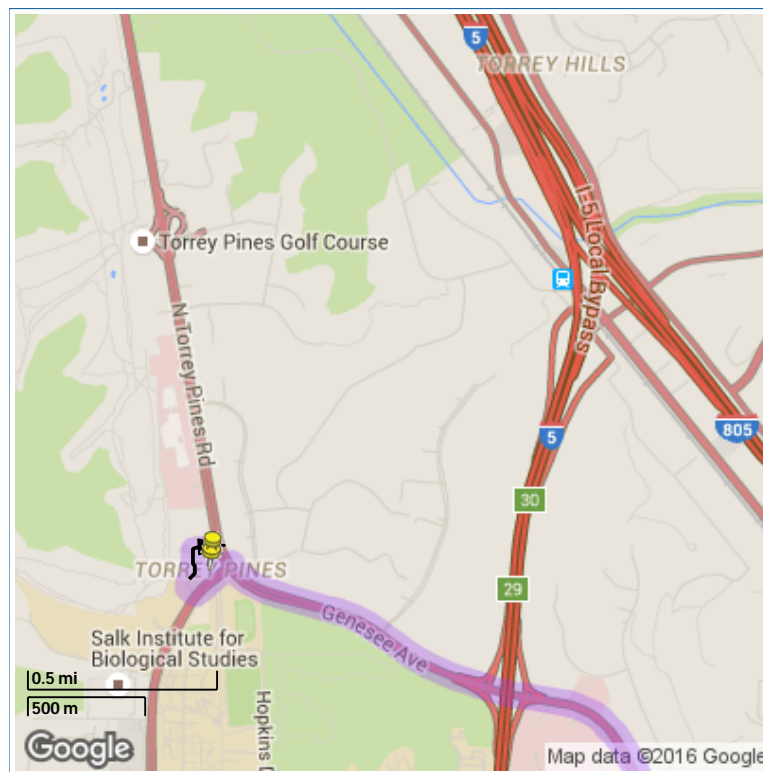 5
TORREY HILLS
I-5 Local Bypass
Torrey Pines Golf Course
N Torrey Pines Rd
805
5
30
29
TORREY PINES
Genesee Ave
Salk Institute for
Biological Studies
0.5 mi
500 m
Hopkins D
Google
Map data ©2016 Google